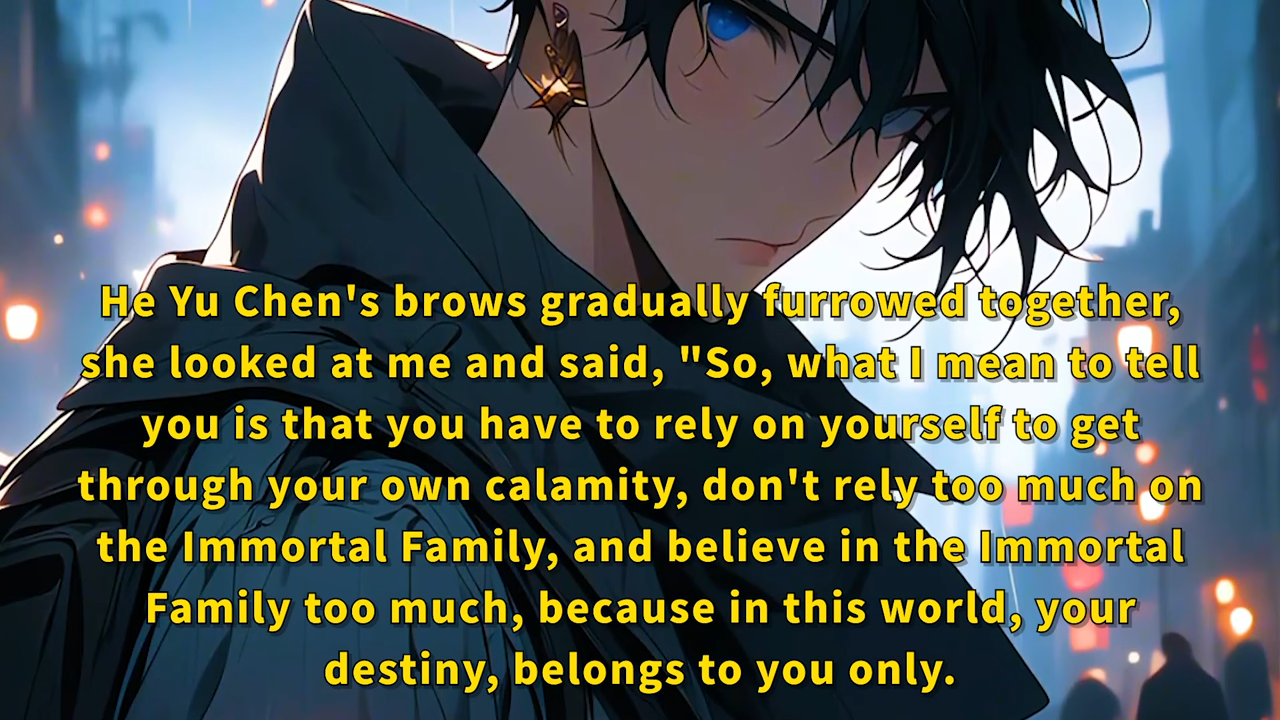 He Yu Chen's brows gradually furrowed together,
she looked at me and said, "So, what I mean to tell
you is that you have to rely on yourself to get
through your own calamity, don't rely too much on
the Immortal Family, and believe in the Immortal
Family too much, because in this world, your
destiny, belongs to you only.